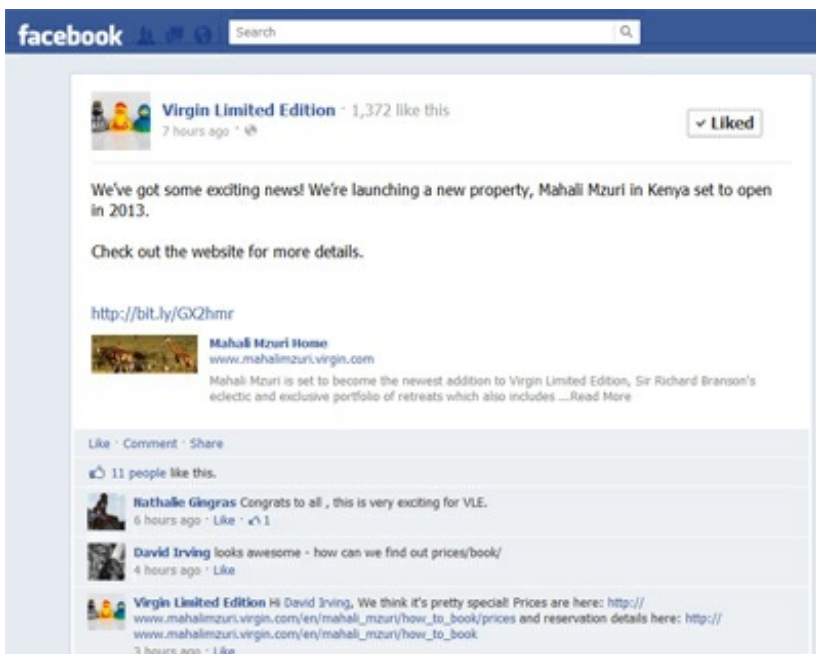 facebook
Search
Virgin Limited Edition · 1,372 like this
7 hours ago ·
✓ Liked
We've got some exciting news! We're launching a new property, Mahali Mzuri in Kenya set to open
in 2013.
Check out the website for more details.
http://bit.ly/GX2hmr
Mahali Mzuri Home
www.mahalimzuri.virgin.com
Mahali Mzuri is set to become the newest addition to Virgin Limited Edition, Sir Richard Branson's
eclectic and exclusive portfolio of retreats which also includes ....Read More
Like · Comment · Share
11 people like this.
Nathalie Gingras Congrats to all , this is very exciting for VLE.
6 hours ago · Like · 1
David Irving looks awesome - how can we find out prices/book/
4 hours ago · Like
Virgin Limited Edition Hi David Irving, We think it's pretty special! Prices are here: http://
www.mahalimzuri.virgin.com/en/mahali_mzuri/how_to_book/prices and reservation details here: http://
www.mahalimzuri.virgin.com/en/mahali_mzuri/how_to_book
3 hours ago · Like